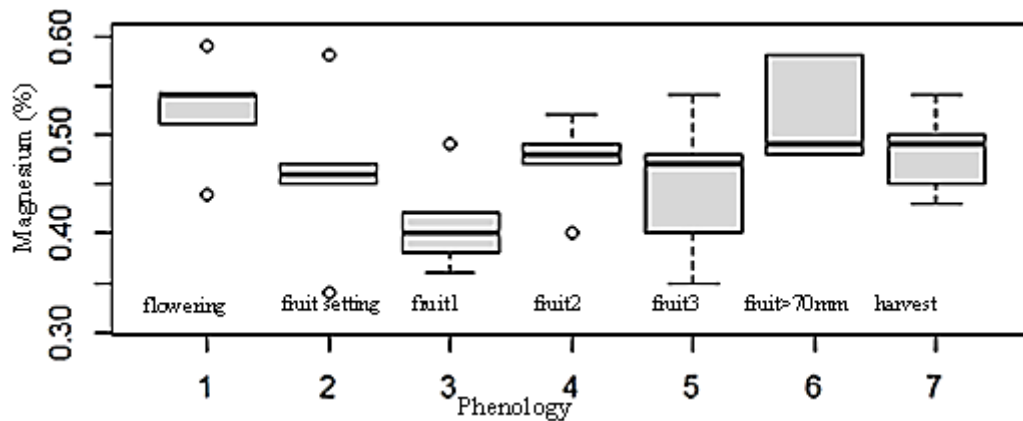 0.60
0.50
0.40
0.30
Magnesium (%)
flowering
fruit setting
fruit1
fruit2
fruit3
fruit>70mm
harvest
1
2
3
4
5
6
7
Phenology